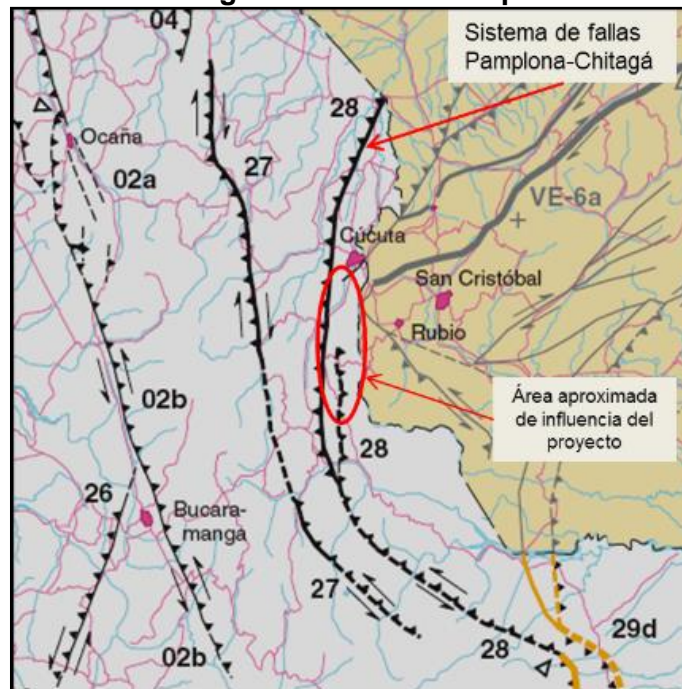 04
Sistema de fallas
Pamplona-Chitagá
28
Ocaña
02a
27
VE-6a
Cúcuta
San Cristóbal
Rubio
Área aproximada
de influencia del
proyecto
02b
28
26
Bucara-
manga
27
02b
28
29d